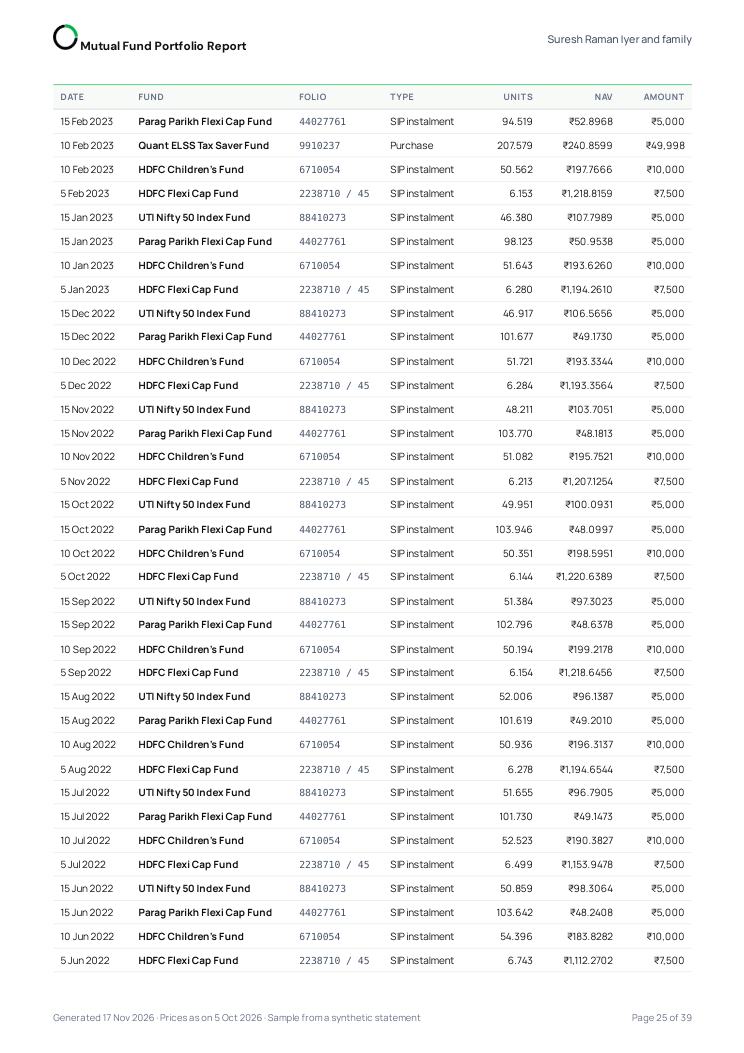 Mutual Fund Portfolio Report
Suresh Raman Iyer and family
DATE FUND FOLIO TYPE UNITS NAV AMOUNT
15 Feb 2023 Parag Parikh Flexi Cap Fund 44027761 SIP instalment 94.519 ₹52.8968 ₹5,000
10 Feb 2023 Quant ELSS Tax Saver Fund 9910237 Purchase 207.579 ₹240.8599 ₹49,998
10 Feb 2023 HDFC Children's Fund 6710054 SIP instalment 50.562 ₹197.7666 ₹10,000
5 Feb 2023 HDFC Flexi Cap Fund 2238710 / 45 SIP instalment 6.153 ₹1,218.8159 ₹7,500
15 Jan 2023 UTI Nifty 50 Index Fund 88410273 SIP instalment 46.380 ₹107.7989 ₹5,000
15 Jan 2023 Parag Parikh Flexi Cap Fund 44027761 SIP instalment 98.123 ₹50.9538 ₹5,000
10 Jan 2023 HDFC Children's Fund 6710054 SIP instalment 51.643 ₹193.6260 ₹10,000
5 Jan 2023 HDFC Flexi Cap Fund 2238710 / 45 SIP instalment 6.280 ₹1,194.2610 ₹7,500
15 Dec 2022 UTI Nifty 50 Index Fund 88410273 SIP instalment 46.917 ₹106.5656 ₹5,000
15 Dec 2022 Parag Parikh Flexi Cap Fund 44027761 SIP instalment 101.677 ₹49.1730 ₹5,000
10 Dec 2022 HDFC Children's Fund 6710054 SIP instalment 51.721 ₹193.3344 ₹10,000
5 Dec 2022 HDFC Flexi Cap Fund 2238710 / 45 SIP instalment 6.284 ₹1,193.3564 ₹7,500
15 Nov 2022 UTI Nifty 50 Index Fund 88410273 SIP instalment 48.211 ₹103.7051 ₹5,000
15 Nov 2022 Parag Parikh Flexi Cap Fund 44027761 SIP instalment 103.770 ₹48.1813 ₹5,000
10 Nov 2022 HDFC Children's Fund 6710054 SIP instalment 51.082 ₹195.7521 ₹10,000
5 Nov 2022 HDFC Flexi Cap Fund 2238710 / 45 SIP instalment 6.213 ₹1,207.1254 ₹7,500
15 Oct 2022 UTI Nifty 50 Index Fund 88410273 SIP instalment 49.951 ₹100.0931 ₹5,000
15 Oct 2022 Parag Parikh Flexi Cap Fund 44027761 SIP instalment 103.946 ₹48.0997 ₹5,000
10 Oct 2022 HDFC Children's Fund 6710054 SIP instalment 50.351 ₹198.5951 ₹10,000
5 Oct 2022 HDFC Flexi Cap Fund 2238710 / 45 SIP instalment 6.144 ₹1,220.6389 ₹7,500
15 Sep 2022 UTI Nifty 50 Index Fund 88410273 SIP instalment 51.384 ₹97.3023 ₹5,000
15 Sep 2022 Parag Parikh Flexi Cap Fund 44027761 SIP instalment 102.796 ₹48.6378 ₹5,000
10 Sep 2022 HDFC Children's Fund 6710054 SIP instalment 50.194 ₹199.2178 ₹10,000
5 Sep 2022 HDFC Flexi Cap Fund 2238710 / 45 SIP instalment 6.154 ₹1,218.6456 ₹7,500
15 Aug 2022 UTI Nifty 50 Index Fund 88410273 SIP instalment 52.006 ₹96.1387 ₹5,000
15 Aug 2022 Parag Parikh Flexi Cap Fund 44027761 SIP instalment 101.619 ₹49.2010 ₹5,000
10 Aug 2022 HDFC Children's Fund 6710054 SIP instalment 50.936 ₹196.3137 ₹10,000
5 Aug 2022 HDFC Flexi Cap Fund 2238710 / 45 SIP instalment 6.278 ₹1,194.6544 ₹7,500
15 Jul 2022 UTI Nifty 50 Index Fund 88410273 SIP instalment 51.655 ₹96.7905 ₹5,000
15 Jul 2022 Parag Parikh Flexi Cap Fund 44027761 SIP instalment 101.730 ₹49.1473 ₹5,000
10 Jul 2022 HDFC Children's Fund 6710054 SIP instalment 52.523 ₹190.3827 ₹10,000
5 Jul 2022 HDFC Flexi Cap Fund 2238710 / 45 SIP instalment 6.499 ₹1,153.9478 ₹7,500
15 Jun 2022 UTI Nifty 50 Index Fund 88410273 SIP instalment 50.859 ₹98.3064 ₹5,000
15 Jun 2022 Parag Parikh Flexi Cap Fund 44027761 SIP instalment 103.642 ₹48.2408 ₹5,000
10 Jun 2022 HDFC Children's Fund 6710054 SIP instalment 54.396 ₹183.8282 ₹10,000
5 Jun 2022 HDFC Flexi Cap Fund 2238710 / 45 SIP instalment 6.743 ₹1,112.2702 ₹7,500
Generated 17 Nov 2026 · Prices as on 5 Oct 2026 · Sample from a synthetic statement
Page 25 of 39